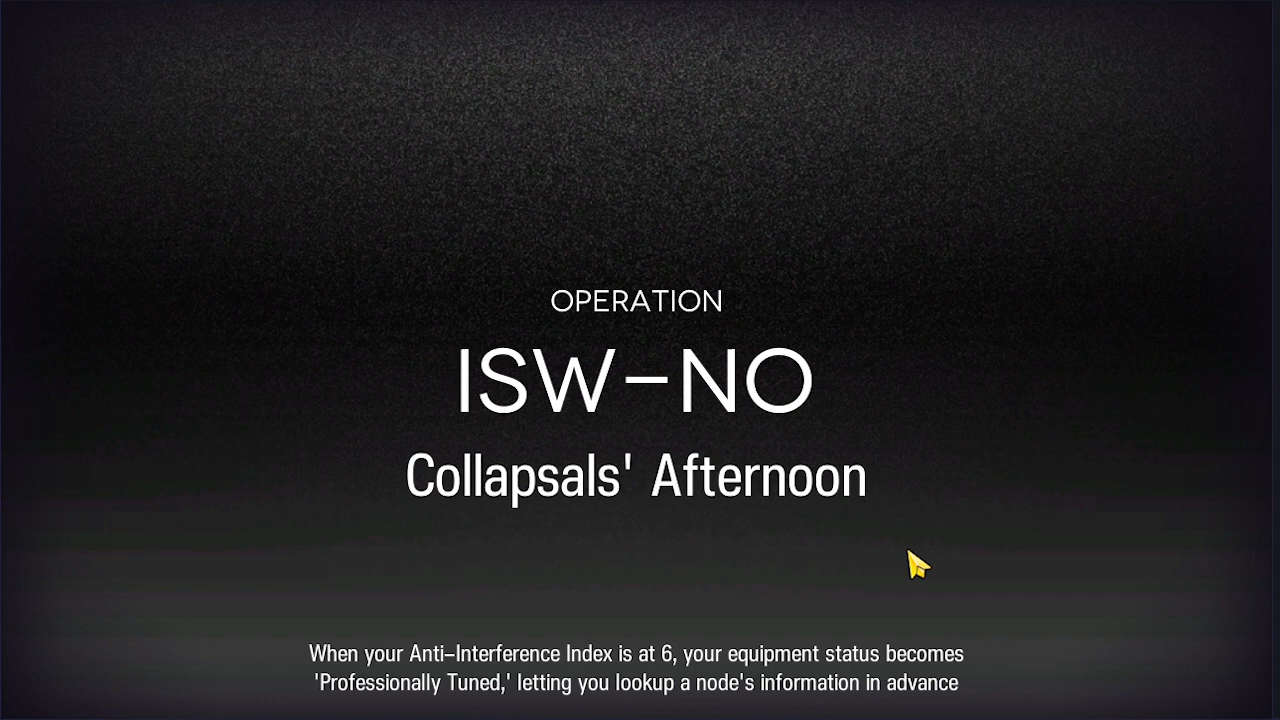 OPERATION
ISW-NO
Collapsals' Afternoon
When your Anti-Interference Index is at 6, your equipment status becomes
'Professionally Tuned,' letting you lookup a node's information in advance